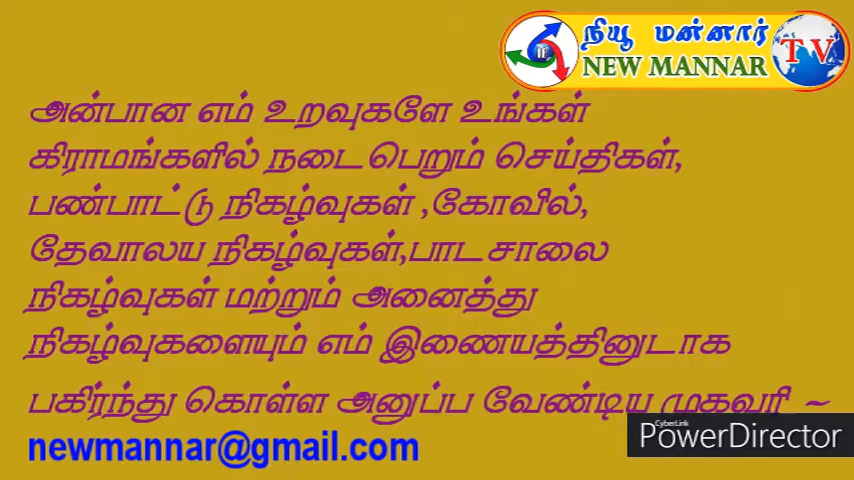 நியூ மன்னார்
NEW MANNAR
TV
அன்பான எம் உறவுகளே உங்கள்
கிராமங்களில் நடைபெறும் செய்திகள்,
பண்பாட்டு நிகழ்வுகள் ,கோவில்,
தேவாலய நிகழ்வுகள்,பாடசாலை
நிகழ்வுகள் மற்றும் அனைத்து
நிகழ்வுகளையும் எம் இணையத்தினுடாக
பகிர்ந்து கொள்ள அனுப்ப வேண்டிய முகவரி ~
newmannar@gmail.com
CyberLink
PowerDirector